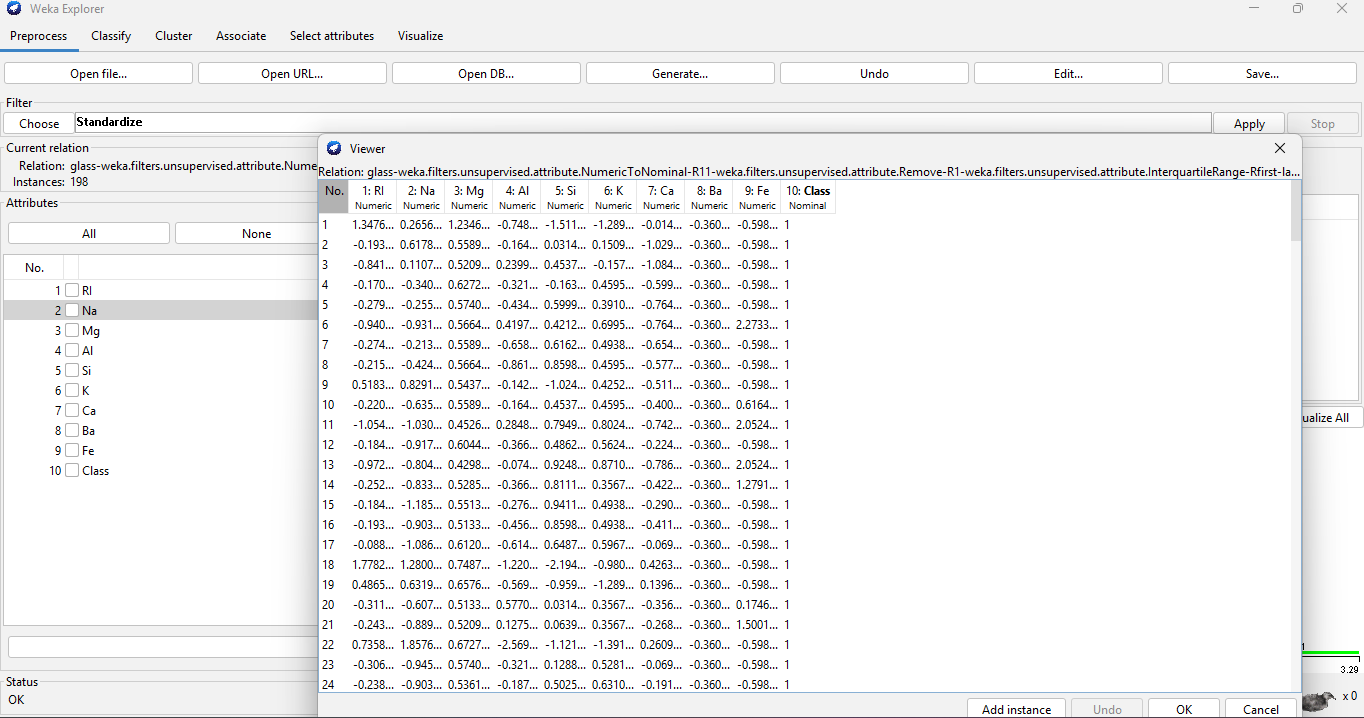 Weka Explorer
Preprocess Classify Cluster Associate Select attributes Visualize
Open file... Open URL... Open DB... Generate... Undo Edit... Save...
Filter
Choose Standardize Apply Stop
Current relation
Relation: glass-weka.filters.unsupervised.attribute.Nume
Instances: 198
Attributes
All None
No.
1 RI
2 Na
3 Mg
4 Al
5 Si
6 K
7 Ca
8 Ba
9 Fe
10 Class
Status
OK
Viewer
Relation: glass-weka.filters.unsupervised.attribute.NumericToNominal-R11-weka.filters.unsupervised.attribute.Remove-R1-weka.filters.unsupervised.attribute.InterquartileRange-Rfirst-la...
No. 1: RI 2: Na 3: Mg 4: Al 5: Si 6: K 7: Ca 8: Ba 9: Fe 10: Class
Numeric Numeric Numeric Numeric Numeric Numeric Numeric Numeric Numeric Nominal
1 1.3476... 0.2656... 1.2346... -0.748... -1.511... -1.289... -0.014... -0.360... -0.598... 1
2 -0.193... 0.6178... 0.5589... -0.164... 0.0314... 0.1509... -1.029... -0.360... -0.598... 1
3 -0.841... 0.1107... 0.5209... 0.2399... 0.4537... -0.157... -1.084... -0.360... -0.598... 1
4 -0.170... -0.340... 0.6272... -0.321... -0.163... 0.4595... -0.599... -0.360... -0.598... 1
5 -0.279... -0.255... 0.5740... -0.434... 0.5999... 0.3910... -0.764... -0.360... -0.598... 1
6 -0.940... -0.931... 0.5664... 0.4197... 0.4212... 0.6995... -0.764... -0.360... 2.2733... 1
7 -0.274... -0.213... 0.5589... -0.658... 0.6162... 0.4938... -0.654... -0.360... -0.598... 1
8 -0.215... -0.424... 0.5664... -0.861... 0.8598... 0.4595... -0.577... -0.360... -0.598... 1
9 0.5183... 0.8291... 0.5437... -0.142... -1.024... 0.4252... -0.511... -0.360... -0.598... 1
10 -0.220... -0.635... 0.5589... -0.164... 0.4537... 0.4595... -0.400... -0.360... 0.6164... 1
11 -1.054... -1.030... 0.4526... 0.2848... 0.7949... 0.8024... -0.742... -0.360... 2.0524... 1
12 -0.184... -0.917... 0.6044... -0.366... 0.4862... 0.5624... -0.224... -0.360... -0.598... 1
13 -0.972... -0.804... 0.4298... -0.074... 0.9248... 0.8710... -0.786... -0.360... 2.0524... 1
14 -0.252... -0.833... 0.5285... -0.366... 0.8111... 0.3567... -0.422... -0.360... 1.2791... 1
15 -0.184... -1.185... 0.5513... -0.276... 0.9411... 0.4938... -0.290... -0.360... -0.598... 1
16 -0.193... -0.903... 0.5133... -0.456... 0.8598... 0.4938... -0.411... -0.360... -0.598... 1
17 -0.088... -1.086... 0.6120... -0.614... 0.6487... 0.5967... -0.069... -0.360... -0.598... 1
18 1.7782... 1.2800... 0.7487... -1.220... -2.194... -0.980... 0.4263... -0.360... -0.598... 1
19 0.4865... 0.6319... 0.6576... -0.569... -0.959... -1.289... 0.1396... -0.360... -0.598... 1
20 -0.311... -0.607... 0.5133... 0.5770... 0.0314... 0.3567... -0.356... -0.360... 0.1746... 1
21 -0.243... -0.889... 0.5209... 0.1275... 0.0639... 0.3567... -0.268... -0.360... 1.5001... 1
22 0.7358... 1.8576... 0.6727... -2.569... -1.121... -1.391... 0.2609... -0.360... -0.598... 1
23 -0.306... -0.945... 0.5740... -0.321... 0.1288... 0.5281... -0.069... -0.360... -0.598... 1
24 -0.238... -0.903... 0.5361... -0.187... 0.5025... 0.6310... -0.191... -0.360... -0.598... 1
Add instance Undo OK Cancel
ualize All
1
3.29
x 0